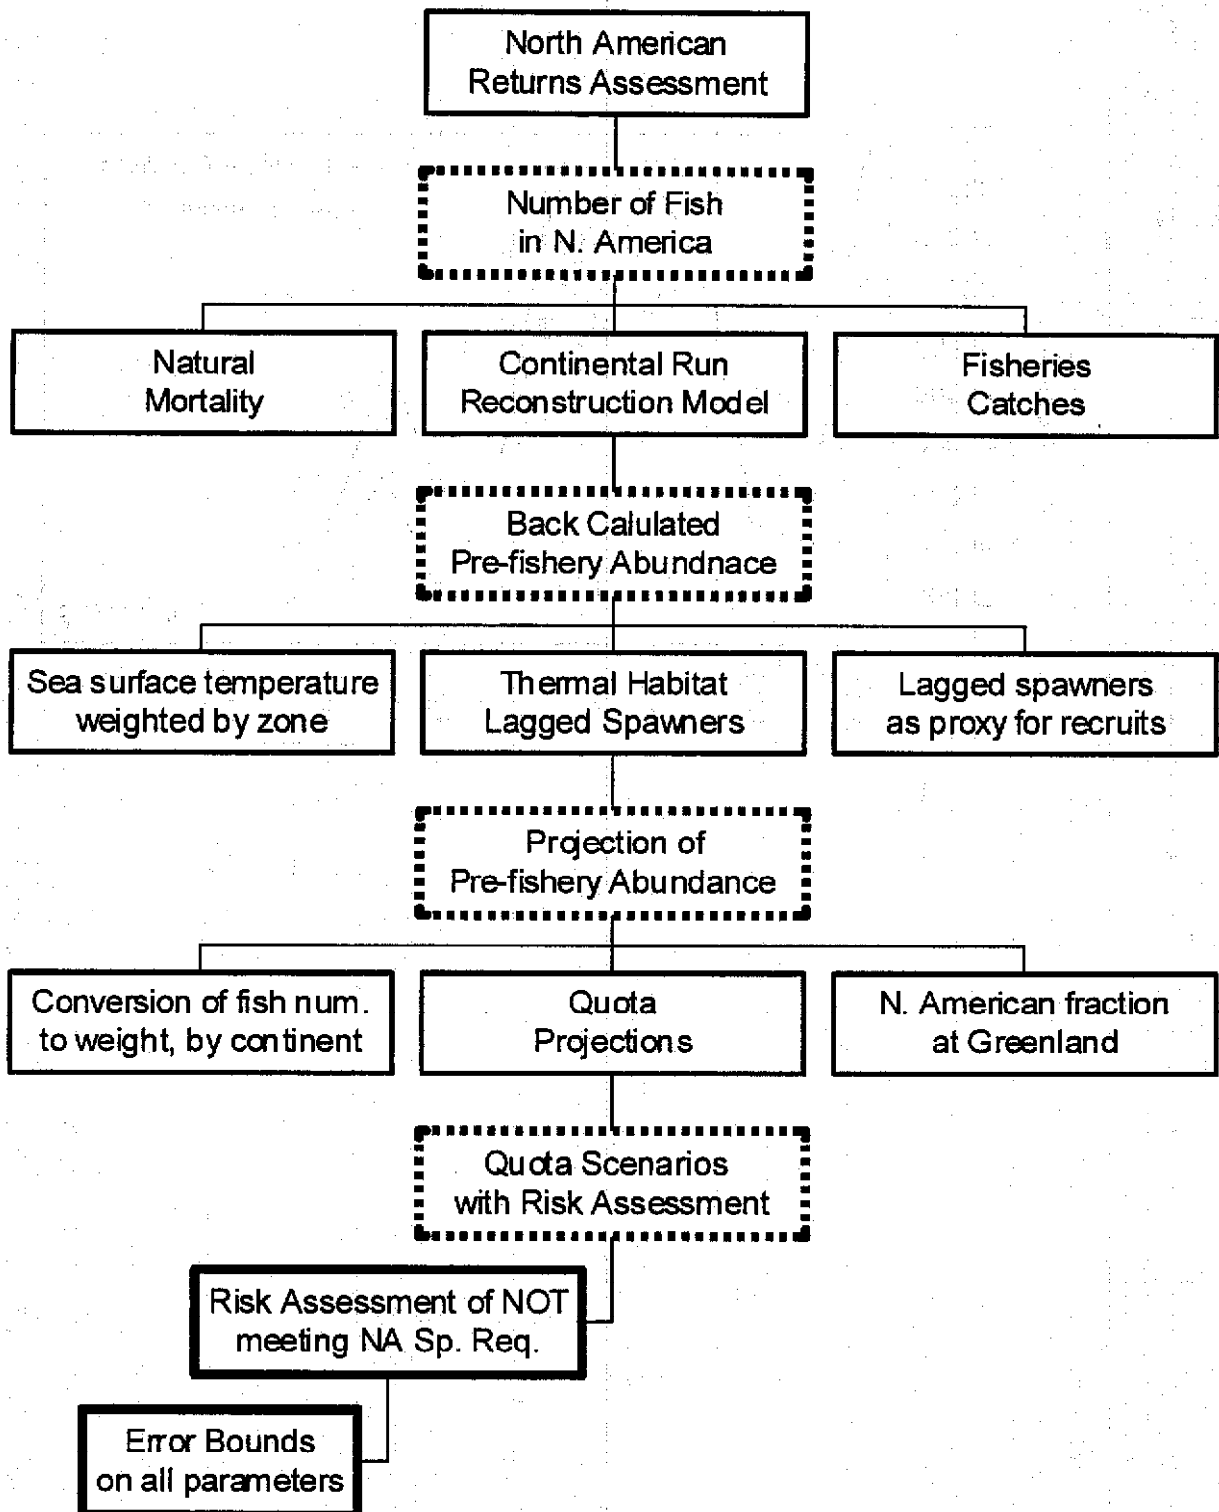 North American
Returns Assessment
Number of Fish
in N. America
Natural
Mortality
Continental Run
Reconstruction Model
Fisheries
Catches
Back Calulated
Pre-fishery Abundnace
Sea surface temperature
weighted by zone
Thermal Habitat
Lagged Spawners
Lagged spawners
as proxy for recruits
Projection of
Pre-fishery Abundance
Conversion of fish num.
to weight, by continent
Quota
Projections
N. American fraction
at Greenland
Quota Scenarios
with Risk Assessment
Risk Assessment of NOT
meeting NA Sp. Req.
Error Bounds
on all parameters